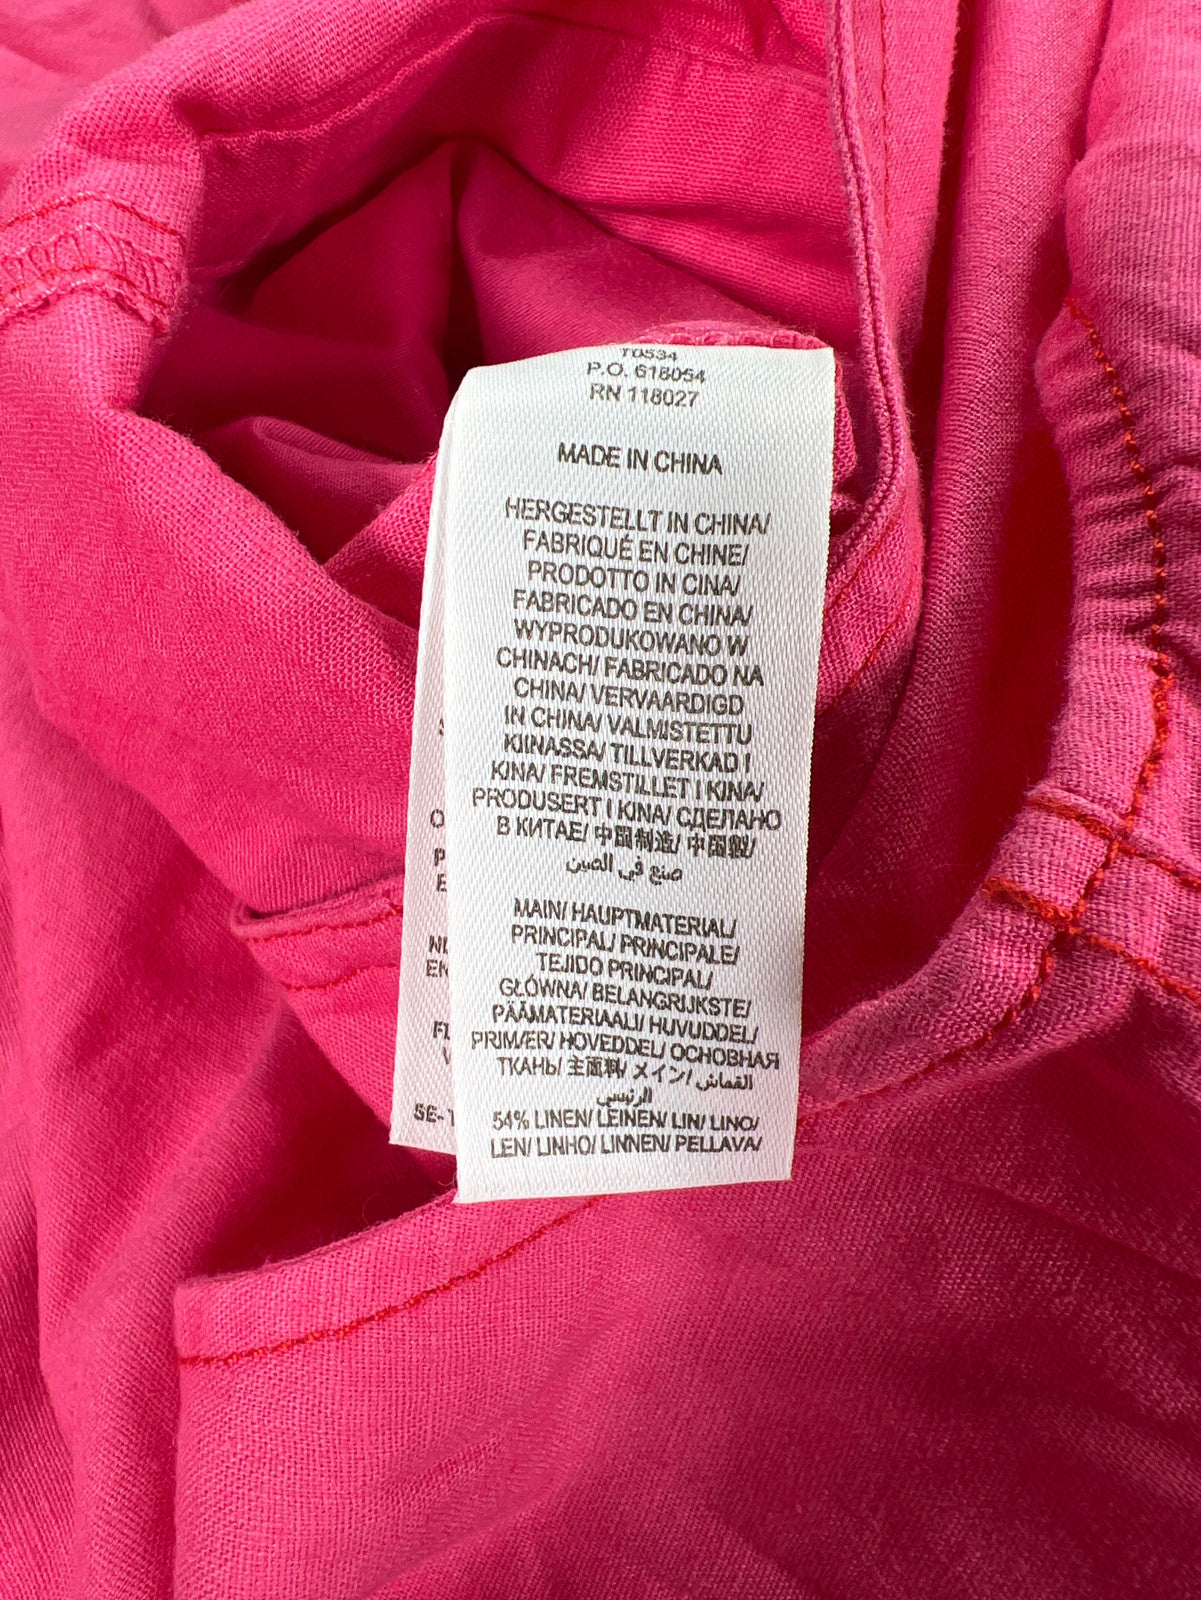 T0534
P.O. 618054
RN 118027
MADE IN CHINA
HERGESTELLT IN CHINA/
FABRIQUÉ EN CHINE/
PRODOTTO IN CINA/
FABRICADO EN CHINA/
WYPRODUKOWANO W
CHINACH/ FABRICADO NA
CHINA/ VERVAARDIGD
IN CHINA/ VALMISTETTU
KIINASSA/ TILLVERKAD I
KINA/ FREMSTILLET I KINA/
PRODUSERT I KINA/ СДЕЛАНО
В КИТАЕ/ 中国制造/ 中国製/
صنع في الصين
MAIN/ HAUPTMATERIAL/
PRINCIPAL/ PRINCIPALE/
TEJIDO PRINCIPAL/
GŁÓWNA/ BELANGRIJKSTE/
PÄÄMATERIAALI/ HUVUDDEL/
PRIMÆR/ HOVEDDEL/ ОСНОВНАЯ
ТКАНЬ/ 主面料/ メイン/ القماش
الرئيسي
54% LINEN/ LEINEN/ LIN/ LINO/
LEN/ LINHO/ LINNEN/ PELLAVA/